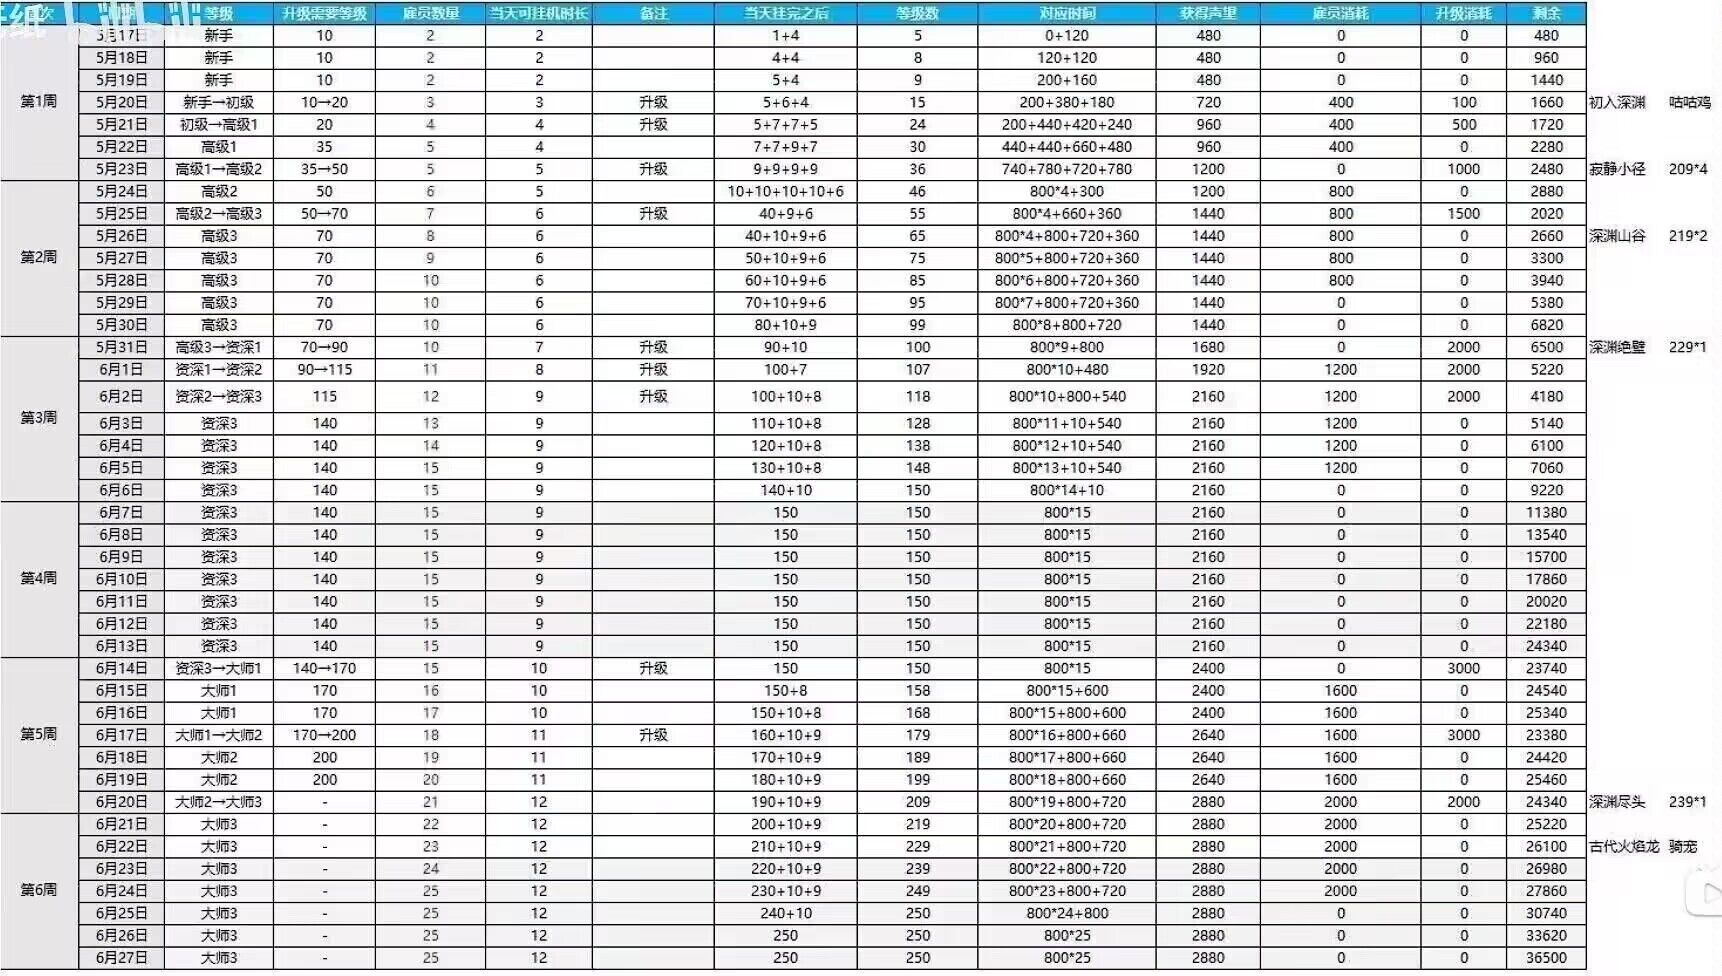 等级 升级需要等级 雇员数量 当天可挂机时长 备注 当天挂完之后 等级数 对应时间 获得声望 雇员消耗 升级消耗 剩余
第1周
5月17日 新手 10 2 2 1+4 5 0+120 480 0 0 480
5月18日 新手 10 2 2 4+4 8 120+120 480 0 0 960
5月19日 新手 10 2 2 5+4 9 200+160 480 0 0 1440
5月20日 新手→初级 10→20 3 3 升级 5+6+4 15 200+380+180 720 400 100 1660 初入深渊 咕咕鸡
5月21日 初级→高级1 20 4 4 升级 5+7+7+5 24 200+440+420+240 960 400 500 1720
5月22日 高级1 35 5 4 7+7+9+7 30 440+440+660+480 960 400 0 2280
5月23日 高级1→高级2 35→50 5 5 升级 9+9+9+9 36 740+780+720+780 1200 0 1000 2480 寂静小径 209*4
第2周
5月24日 高级2 50 6 5 10+10+10+10+6 46 800*4+300 1200 800 0 2880
5月25日 高级2→高级3 50→70 7 6 升级 40+9+6 55 800*4+660+360 1440 800 1500 2020
5月26日 高级3 70 8 6 40+10+9+6 65 800*4+800+720+360 1440 800 0 2660 深渊山谷 219*2
5月27日 高级3 70 9 6 50+10+9+6 75 800*5+800+720+360 1440 800 0 3300
5月28日 高级3 70 10 6 60+10+9+6 85 800*6+800+720+360 1440 800 0 3940
5月29日 高级3 70 10 6 70+10+9+6 95 800*7+800+720+360 1440 0 0 5380
5月30日 高级3 70 10 6 80+10+9 99 800*8+800+720 1440 0 0 6820
第3周
5月31日 高级3→资深1 70→90 10 7 升级 90+10 100 800*9+800 1680 0 2000 6500 深渊绝壁 229*1
6月1日 资深1→资深2 90→115 11 8 升级 100+7 107 800*10+480 1920 1200 2000 5220
6月2日 资深2→资深3 115 12 9 升级 100+10+8 118 800*10+800+540 2160 1200 2000 4180
6月3日 资深3 140 13 9 110+10+8 128 800*11+10+540 2160 1200 0 5140
6月4日 资深3 140 14 9 120+10+8 138 800*12+10+540 2160 1200 0 6100
6月5日 资深3 140 15 9 130+10+8 148 800*13+10+540 2160 1200 0 7060
6月6日 资深3 140 15 9 140+10 150 800*14+10 2160 0 0 9220
第4周
6月7日 资深3 140 15 9 150 150 800*15 2160 0 0 11380
6月8日 资深3 140 15 9 150 150 800*15 2160 0 0 13540
6月9日 资深3 140 15 9 150 150 800*15 2160 0 0 15700
6月10日 资深3 140 15 9 150 150 800*15 2160 0 0 17860
6月11日 资深3 140 15 9 150 150 800*15 2160 0 0 20020
6月12日 资深3 140 15 9 150 150 800*15 2160 0 0 22180
6月13日 资深3 140 15 9 150 150 800*15 2160 0 0 24340
第5周
6月14日 资深3→大师1 140→170 15 10 升级 150 150 800*15 2400 0 3000 23740
6月15日 大师1 170 16 10 150+8 158 800*15+600 2400 1600 0 24540
6月16日 大师1 170 17 10 150+10+8 168 800*15+800+600 2400 1600 0 25340
6月17日 大师1→大师2 170→200 18 11 升级 160+10+9 179 800*16+800+660 2640 1600 3000 23380
6月18日 大师2 200 19 11 170+10+9 189 800*17+800+660 2640 1600 0 24420
6月19日 大师2 200 20 11 180+10+9 199 800*18+800+660 2640 1600 0 25460
6月20日 大师2→大师3 - 21 12 190+10+9 209 800*19+800+720 2880 2000 2000 24340 深渊尽头 239*1
第6周
6月21日 大师3 - 22 12 200+10+9 219 800*20+800+720 2880 2000 0 25220
6月22日 大师3 - 23 12 210+10+9 229 800*21+800+720 2880 2000 0 26100 古代火焰龙 骑宠
6月23日 大师3 - 24 12 220+10+9 239 800*22+800+720 2880 2000 0 26980
6月24日 大师3 - 25 12 230+10+9 249 800*23+800+720 2880 2000 0 27860
6月25日 大师3 - 25 12 240+10 250 800*24+800 2880 0 0 30740
6月26日 大师3 - 25 12 250 250 800*25 2880 0 0 33620
6月27日 大师3 - 25 12 250 250 800*25 2880 0 0 36500